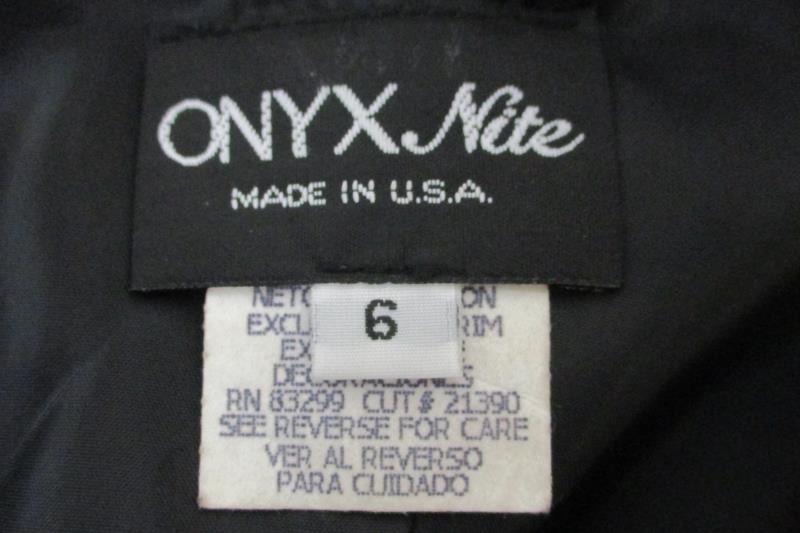 ONYX Nite
MADE IN U.S.A.
6
RN 83299 CUT# 21390
SEE REVERSE FOR CARE
VER AL REVERSO
PARA CUIDADO